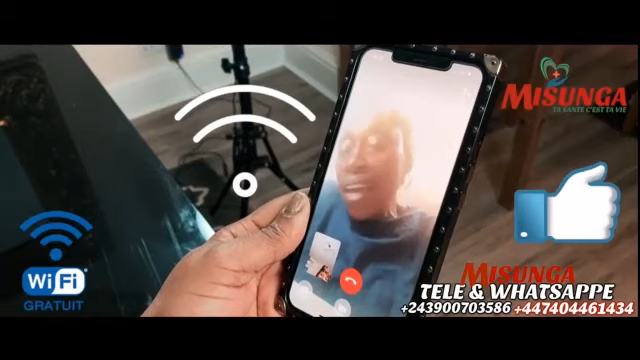 MISUNGA
TA SANTE C'EST TA VIE
WiFi
GRATUIT
MISUNGA
TELE & WHATSAPPE
+243900703586 +447404461434